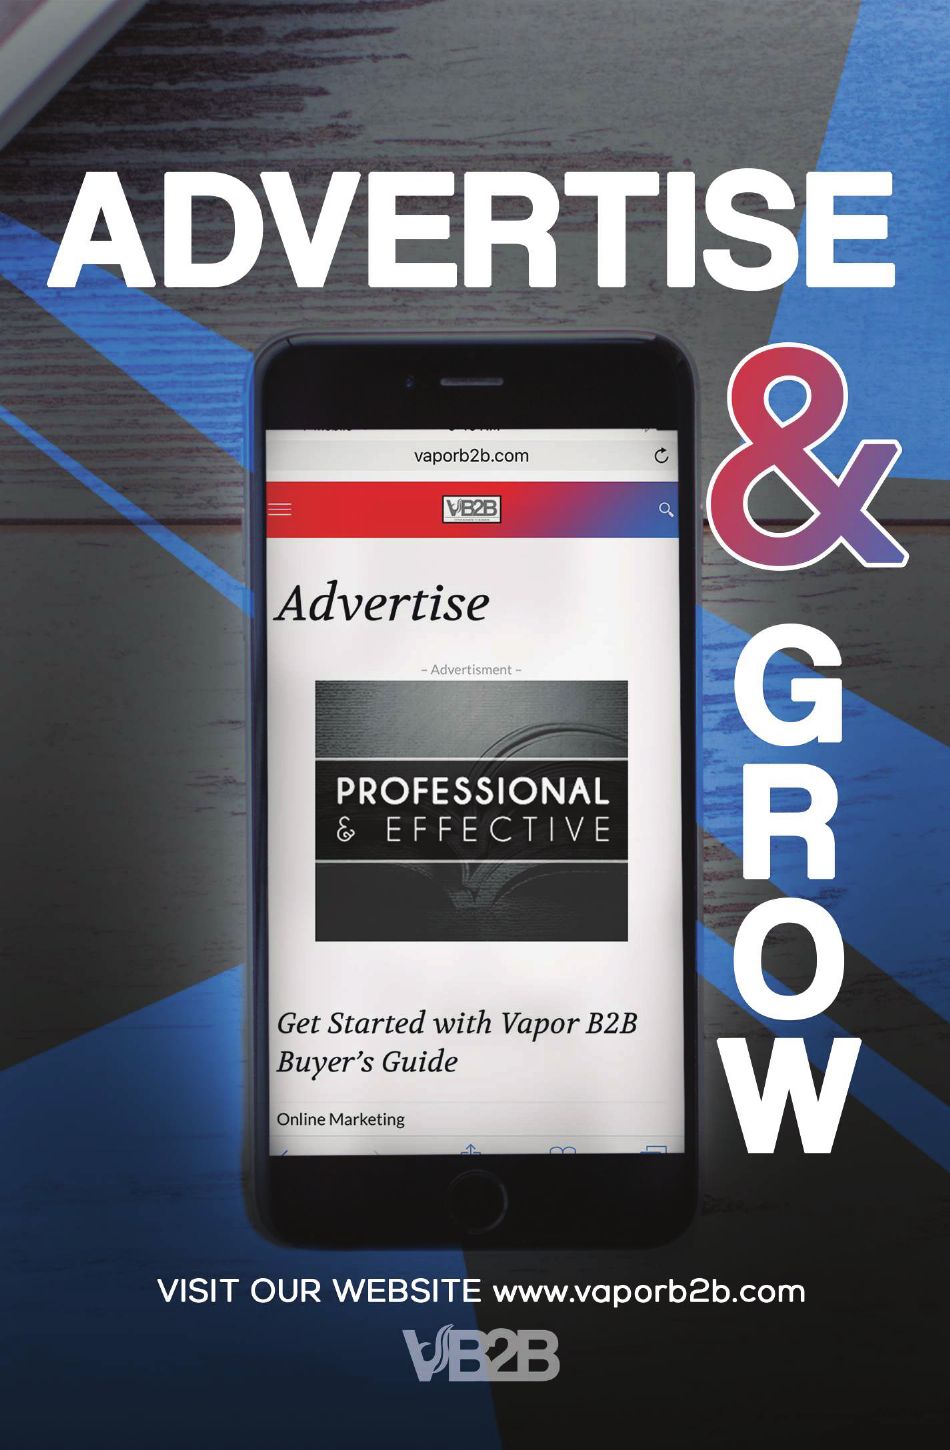 ADVERTISE
&
GROW
vaporb2b.com
VB2B
Advertise
– Advertisment –
PROFESSIONAL
& EFFECTIVE
Get Started with Vapor B2B
Buyer's Guide
Online Marketing
VISIT OUR WEBSITE www.vaporb2b.com
VB2B